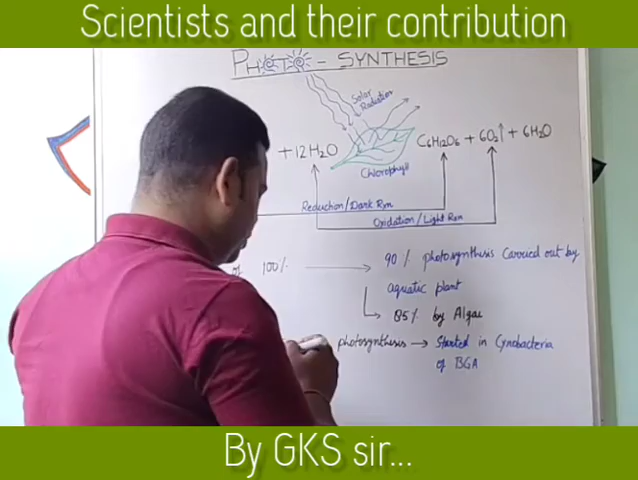 Scientists and their contribution
PHOTO - SYNTHESIS
Solar
Radiation
+ 12H₂O
C₆H₁₂O₆ + 6O₂↑ + 6H₂O
Chlorophyll
Reduction/Dark Rxn
Oxidation/Light Rxn
of 100% → 90% photosynthesis Carried out by
aquatic plant
85% by Algae
photosynthesis → Started in Cynobacteria
of BGA
By GKS sir...